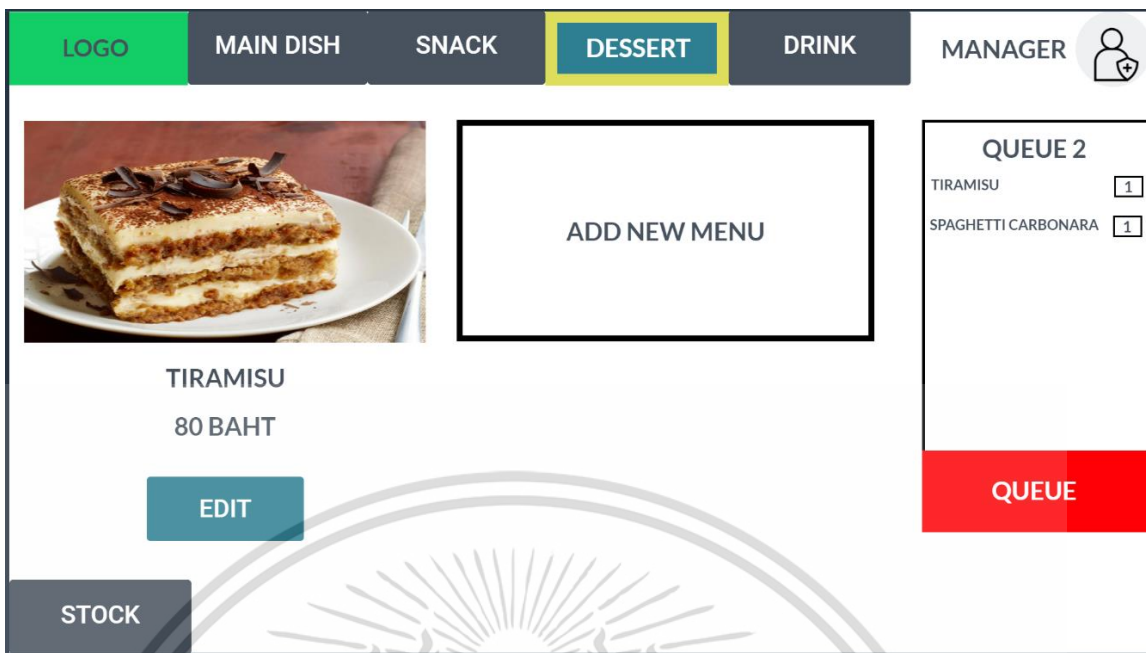 LOGO
MAIN DISH
SNACK
DESSERT
DRINK
MANAGER
ADD NEW MENU
TIRAMISU
80 BAHT
EDIT
STOCK
QUEUE 2
TIRAMISU 1
SPAGHETTI CARBONARA 1
QUEUE